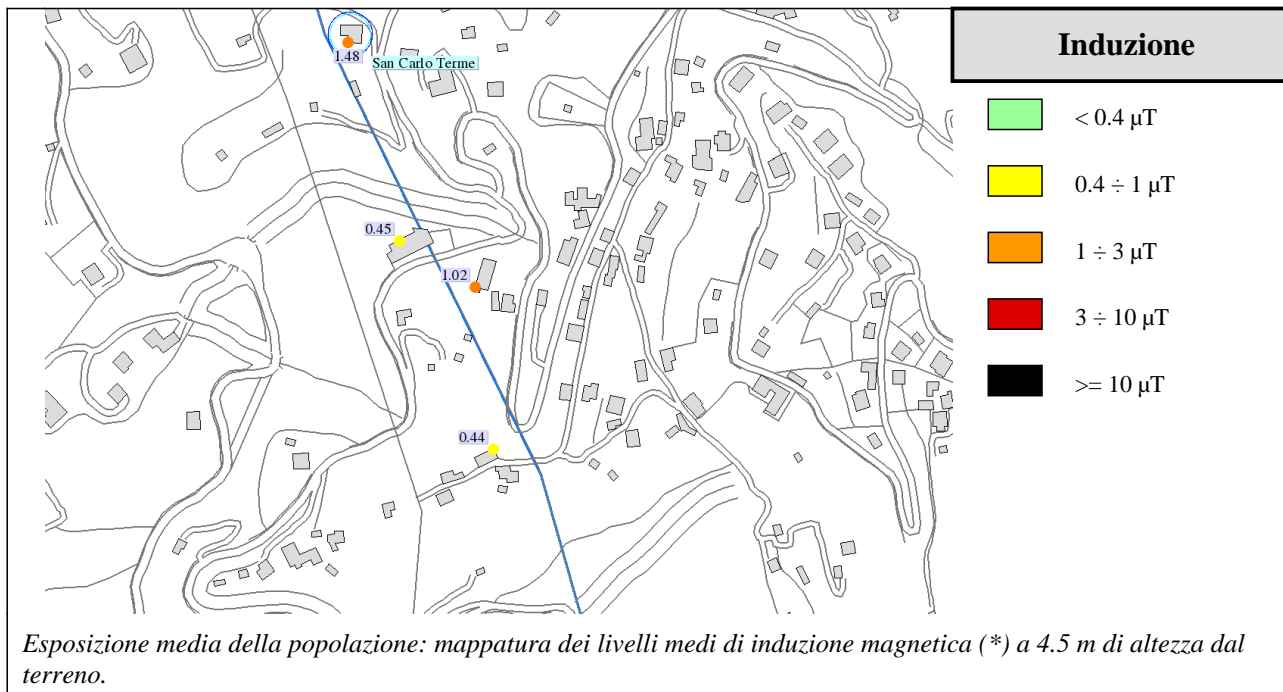 1.48
San Carlo Terme
0.45
1.02
0.44
Induzione
< 0.4 µT
0.4 ÷ 1 µT
1 ÷ 3 µT
3 ÷ 10 µT
>= 10 µT
Esposizione media della popolazione: mappatura dei livelli medi di induzione magnetica (*) a 4.5 m di altezza dal
terreno.